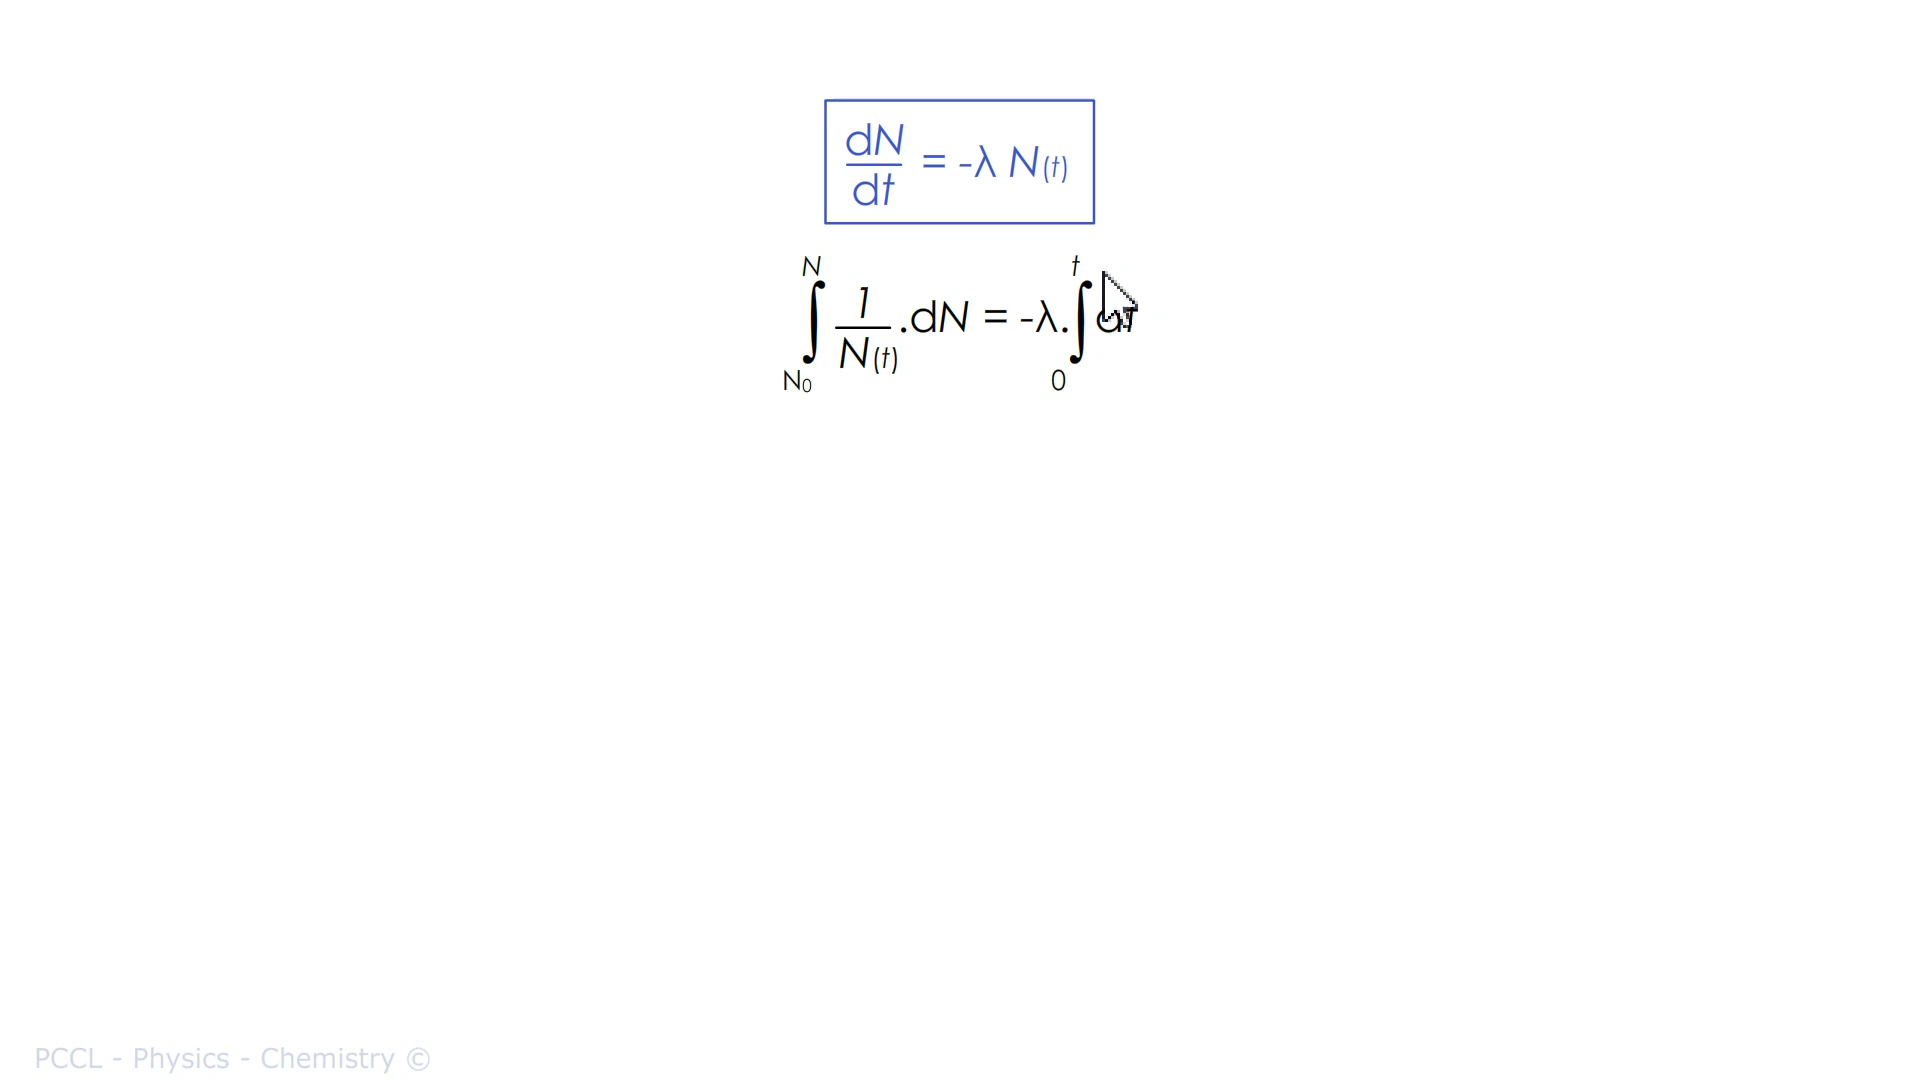 dN
dt
= -λ N(t)
N
t
∫ 1
N(t)
.dN = -λ. ∫ dt
N₀
0
PCCL - Physics - Chemistry ©